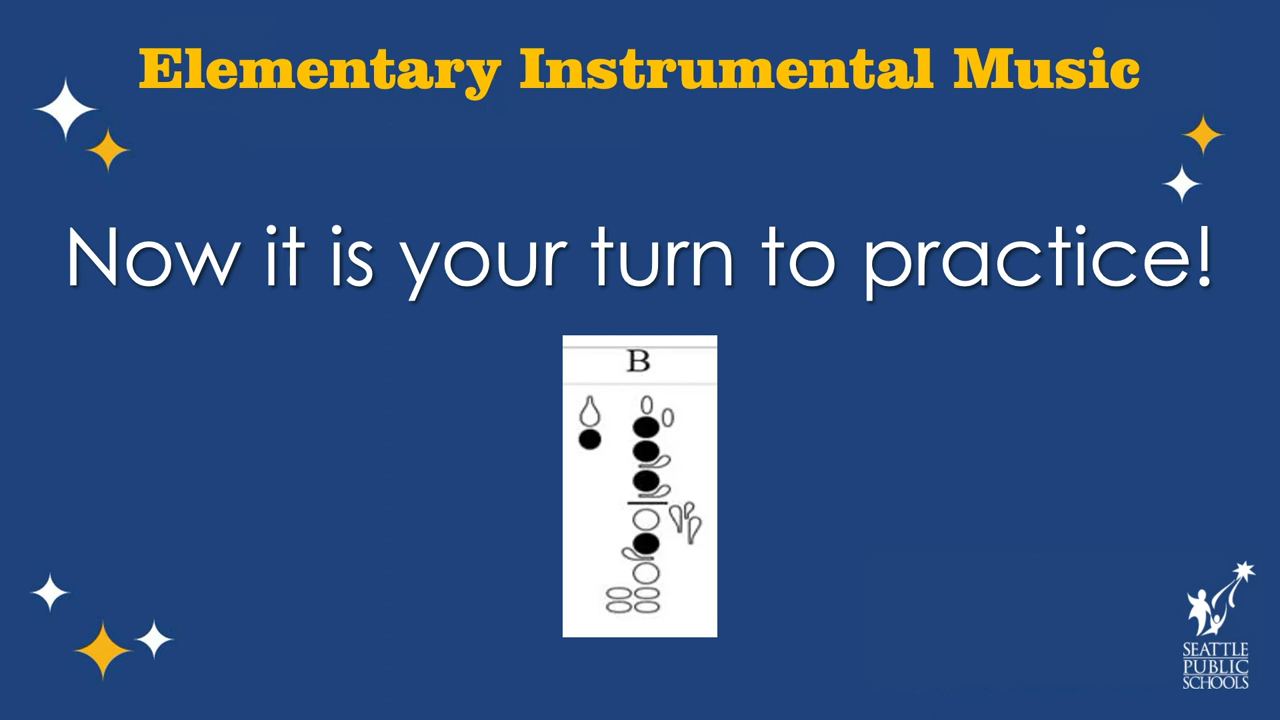 Elementary Instrumental Music
Now it is your turn to practice!
B
SEATTLE
PUBLIC
SCHOOLS